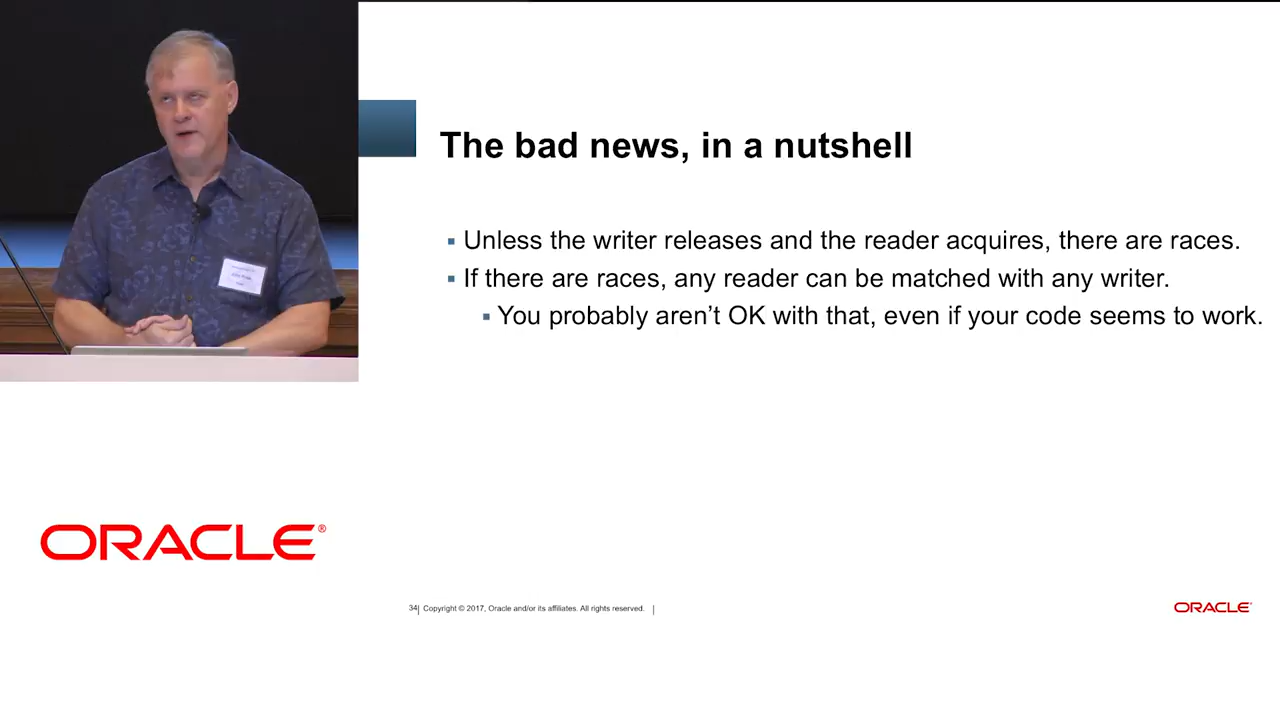 The bad news, in a nutshell
▪ Unless the writer releases and the reader acquires, there are races.
▪ If there are races, any reader can be matched with any writer.
▪ You probably aren’t OK with that, even if your code seems to work.
ORACLE®
34| Copyright © 2017, Oracle and/or its affiliates. All rights reserved. |
ORACLE®